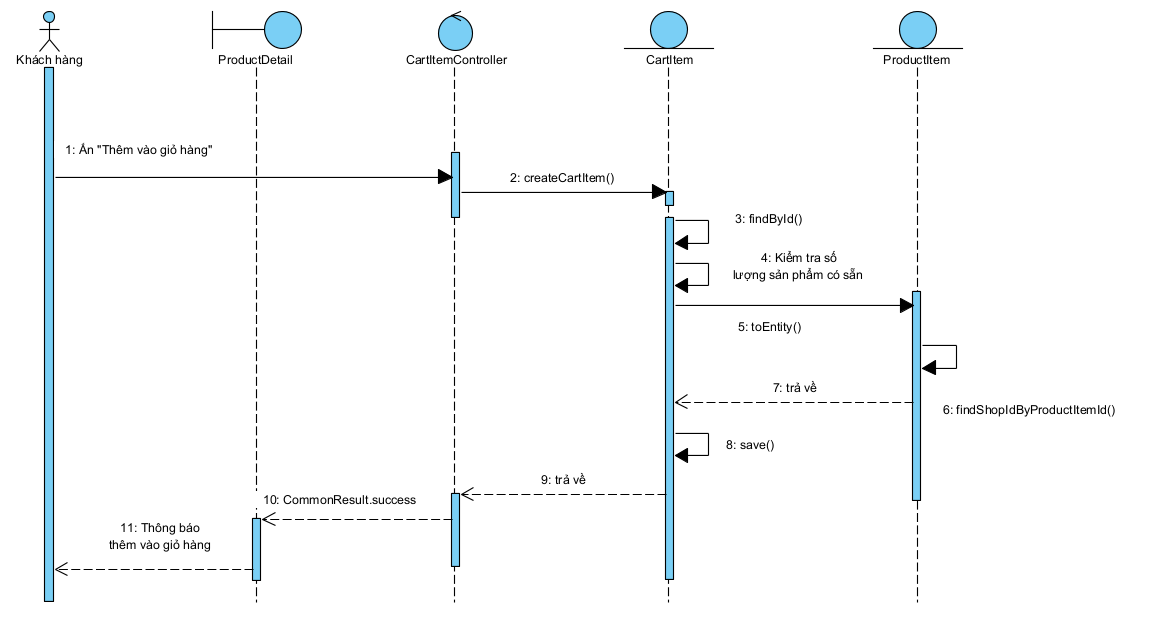 Khách hàng
ProductDetail
CartItemController
CartItem
ProductItem
1: Ấn "Thêm vào giỏ hàng"
2: createCartItem()
3: findById()
4: Kiểm tra số
lượng sản phẩm có sẵn
5: toEntity()
7: trả về
6: findShopIdByProductItemId()
8: save()
9: trả về
10: CommonResult.success
11: Thông báo
thêm vào giỏ hàng